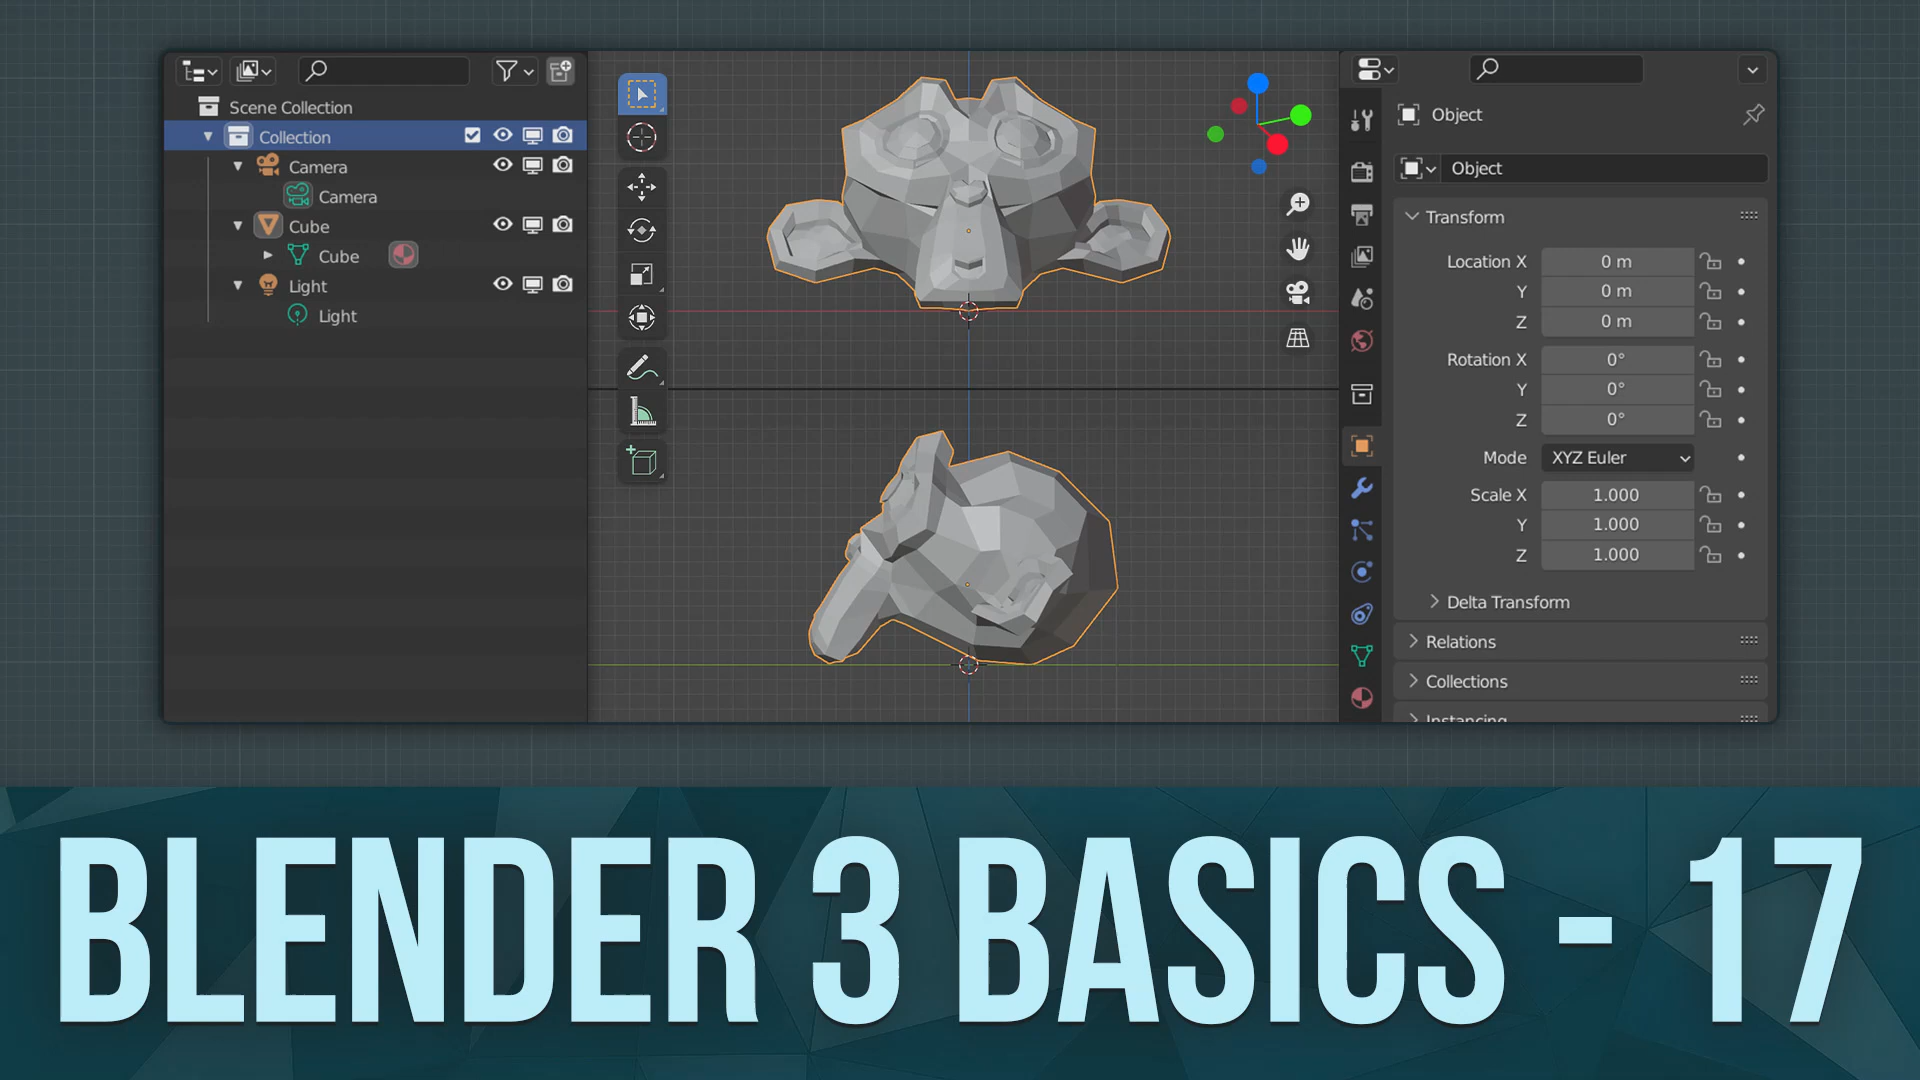 Scene Collection
Collection
Camera
Camera
Cube
Cube
Light
Light
Object
Object
Transform
Location X 0 m
Y 0 m
Z 0 m
Rotation X 0°
Y 0°
Z 0°
Mode XYZ Euler
Scale X 1.000
Y 1.000
Z 1.000
Delta Transform
Relations
Collections
Instancing
BLENDER 3 BASICS - 17